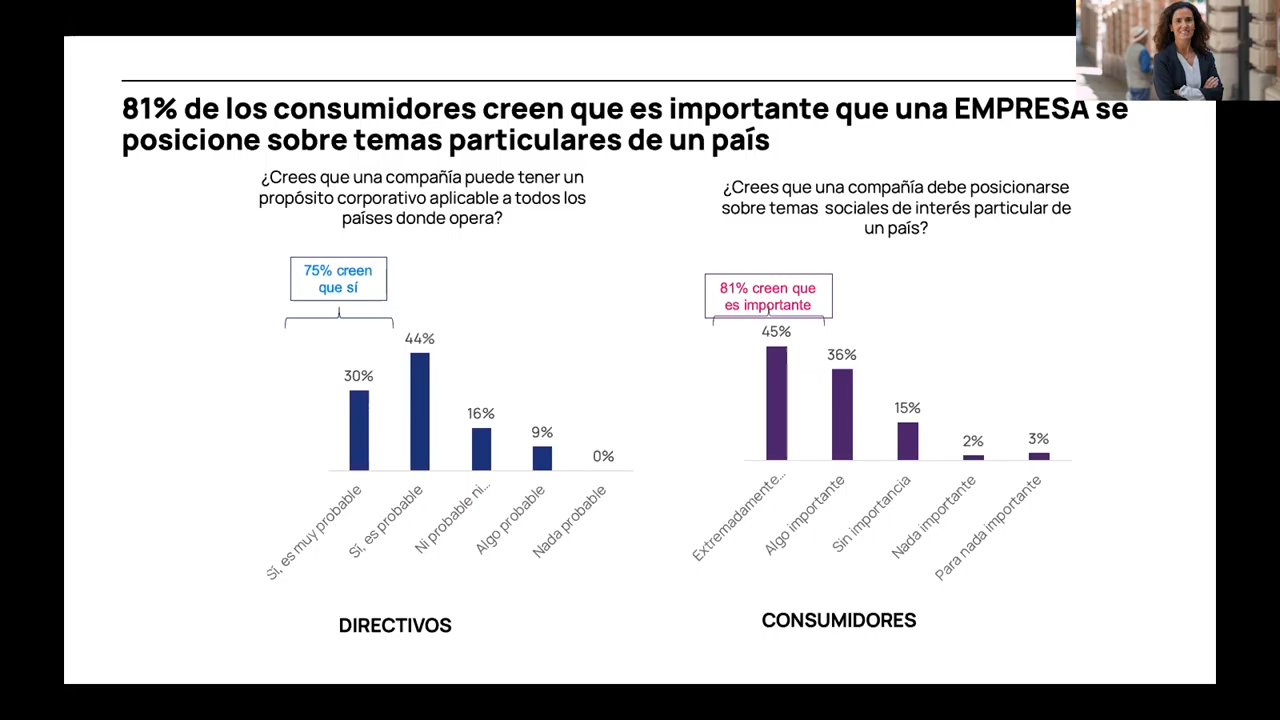 81% de los consumidores creen que es importante que una EMPRESA se
posicione sobre temas particulares de un país
¿Crees que una compañía puede tener un
propósito corporativo aplicable a todos los
países donde opera?
75% creen
que sí
30%
44%
16%
9%
0%
Sí, es muy probable
Sí, es probable
Ni probable ni...
Algo probable
Nada probable
DIRECTIVOS
¿Crees que una compañía debe posicionarse
sobre temas sociales de interés particular de
un país?
81% creen que
es importante
45%
36%
15%
2%
3%
Extremadamente...
Algo importante
Sin importancia
Nada importante
Para nada importante
CONSUMIDORES